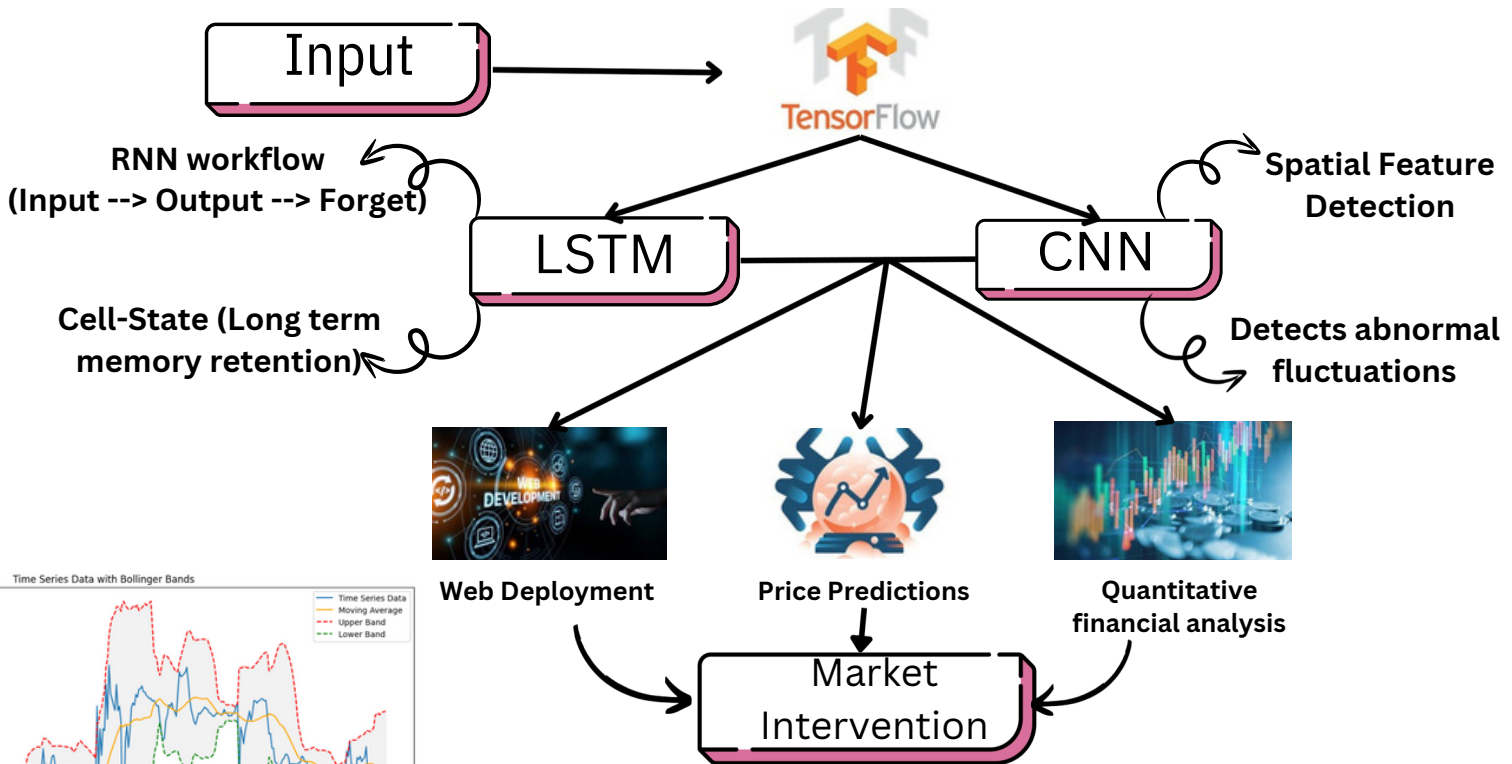 Input
TensorFlow
RNN workflow
(Input --> Output --> Forget)
Spatial Feature
Detection
LSTM
CNN
Cell-State (Long term
memory retention)
Detects abnormal
fluctuations
WEB
DEVELOPMENT
Web Deployment
Price Predictions
Quantitative
financial analysis
Time Series Data with Bollinger Bands
Time Series Data
Moving Average
Upper Band
Lower Band
Market
Intervention